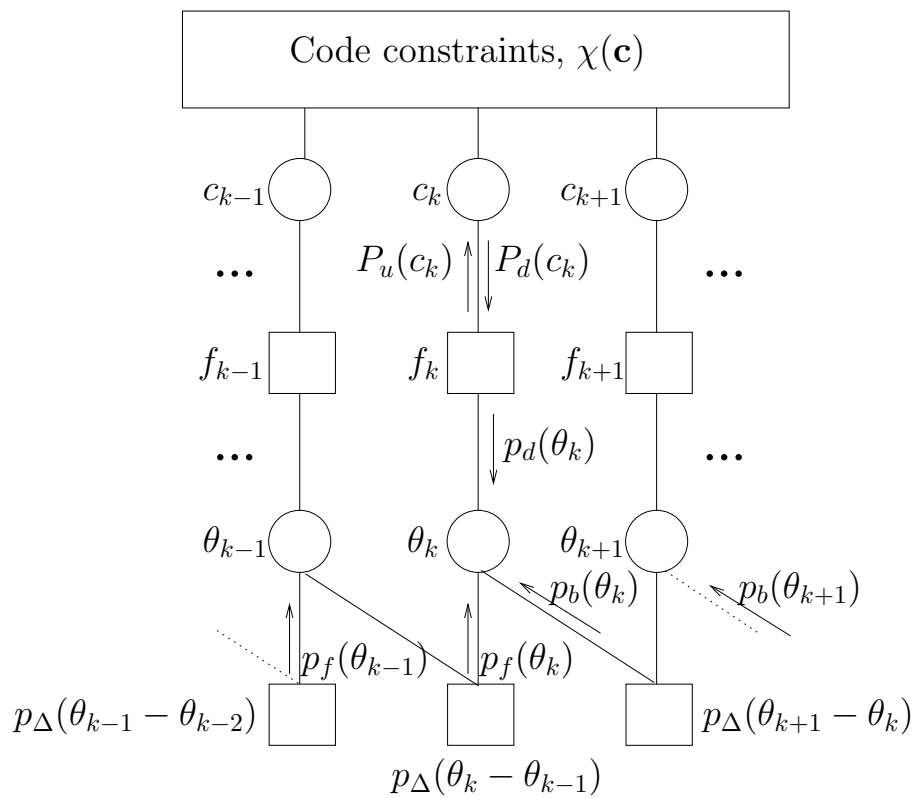 Code constraints, χ(**c**)
c_{k−1} c_k c_{k+1}
... P_u(c_k) P_d(c_k) ...
f_{k−1} f_k f_{k+1}
... p_d(θ_k) ...
θ_{k−1} θ_k θ_{k+1}
p_b(θ_k) p_b(θ_{k+1})
p_f(θ_{k−1}) p_f(θ_k)
p_Δ(θ_{k−1} − θ_{k−2}) p_Δ(θ_{k+1} − θ_k)
p_Δ(θ_k − θ_{k−1})